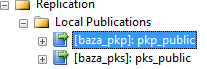 Replication
Local Publications
[baza_pkp]: pkp_public
[baza_pks]: pks_public